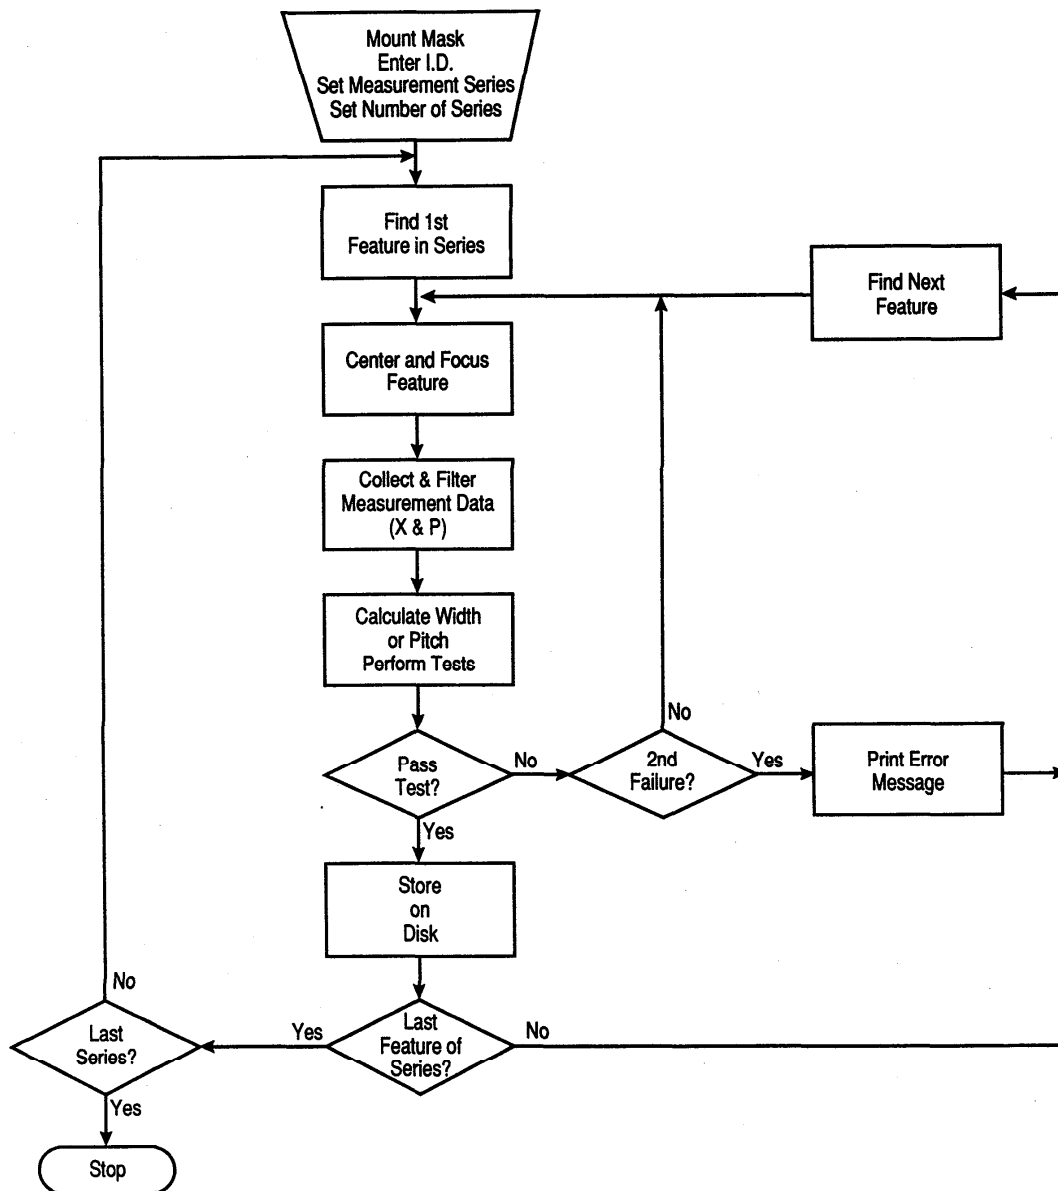 Mount Mask
Enter I.D.
Set Measurement Series
Set Number of Series
Find 1st
Feature in Series
Find Next
Feature
Center and Focus
Feature
Collect & Filter
Measurement Data
(X & P)
Calculate Width
or Pitch
Perform Tests
No
Pass
Test?
No
2nd
Failure?
Yes
Print Error
Message
Yes
Store
on
Disk
No
Last
Series?
Yes
Last
Feature of
Series?
No
Yes
Stop